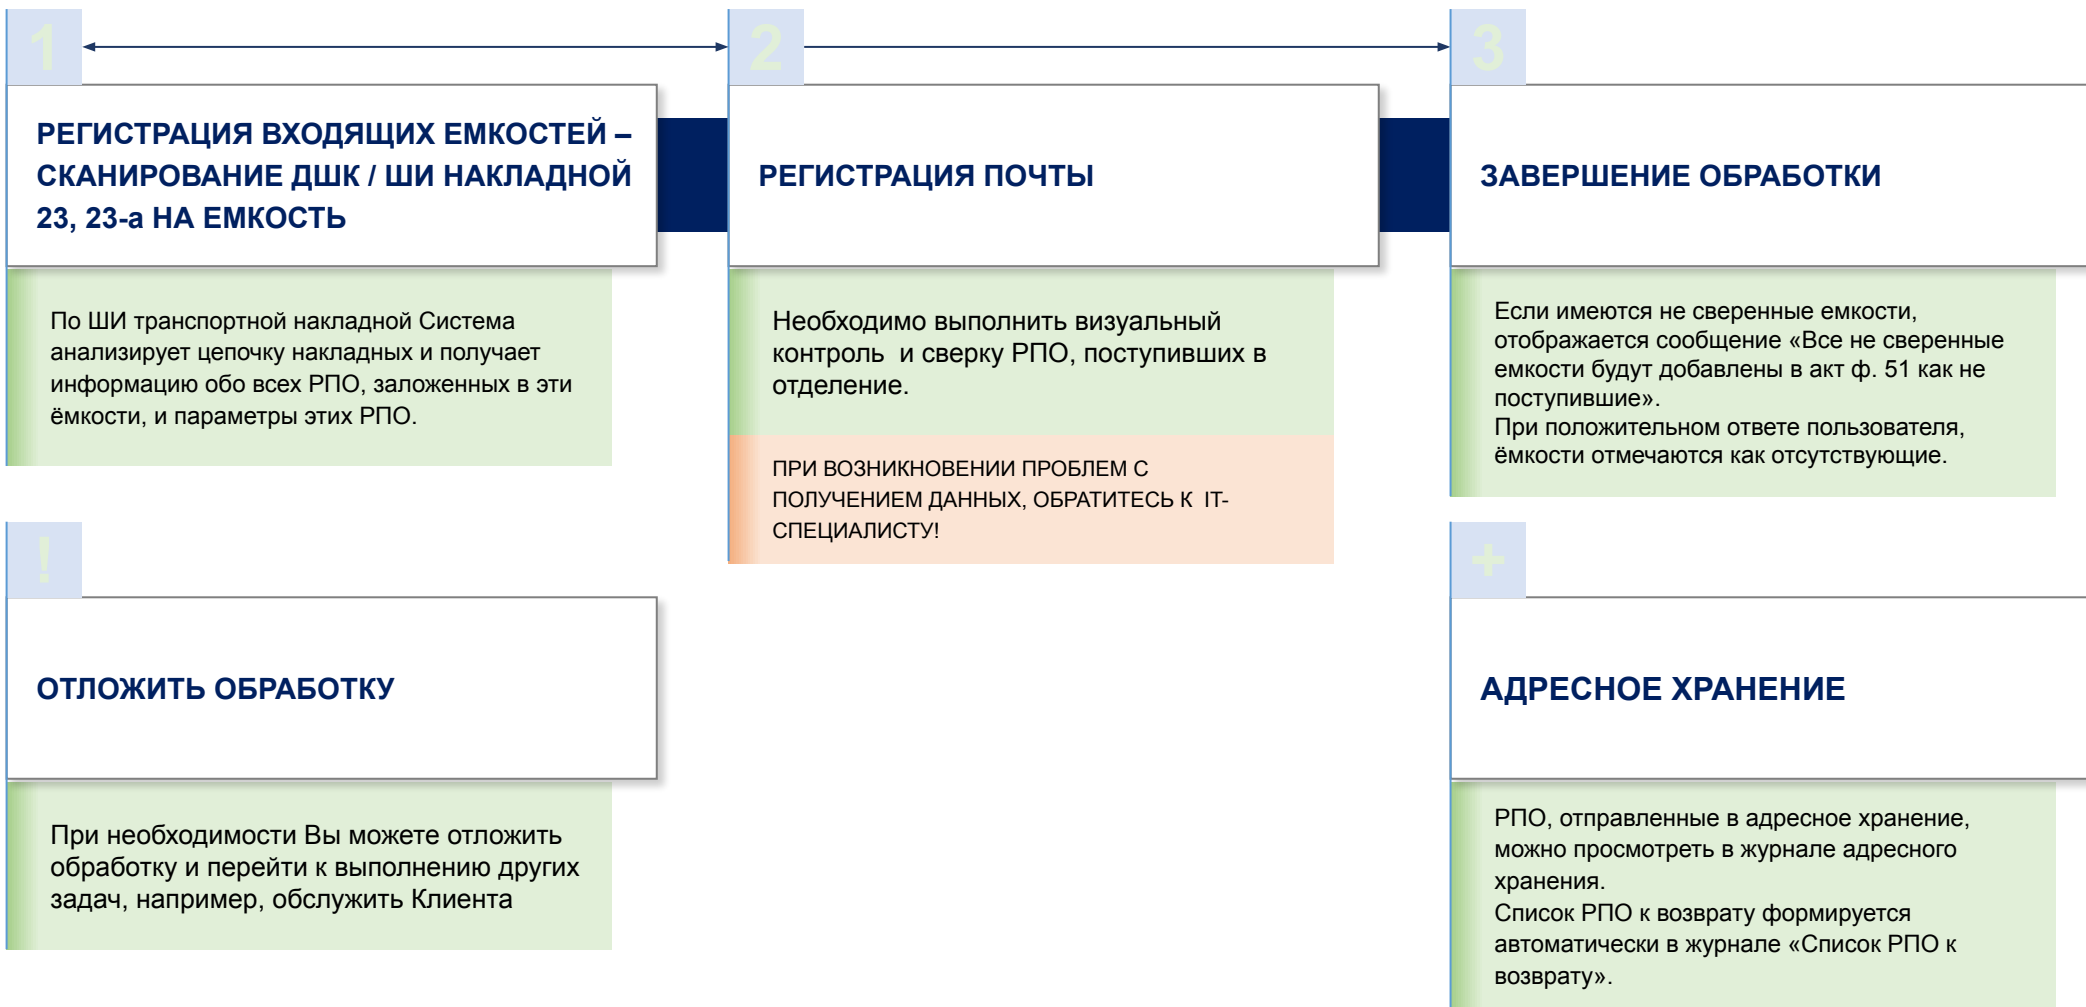 1
РЕГИСТРАЦИЯ ВХОДЯЩИХ ЕМКОСТЕЙ –
СКАНИРОВАНИЕ ДШК / ШИ НАКЛАДНОЙ
23, 23-а НА ЕМКОСТЬ
По ШИ транспортной накладной Система
анализирует цепочку накладных и получает
информацию обо всех РПО, заложенных в эти
ёмкости, и параметры этих РПО.
2
РЕГИСТРАЦИЯ ПОЧТЫ
Необходимо выполнить визуальный
контроль  и сверку РПО, поступивших в
отделение.
ПРИ ВОЗНИКНОВЕНИИ ПРОБЛЕМ С
ПОЛУЧЕНИЕМ ДАННЫХ, ОБРАТИТЕСЬ К  IT-
СПЕЦИАЛИСТУ!
3
ЗАВЕРШЕНИЕ ОБРАБОТКИ
Если имеются не сверенные емкости,
отображается сообщение «Все не сверенные
емкости будут добавлены в акт ф. 51 как не
поступившие».
При положительном ответе пользователя,
ёмкости отмечаются как отсутствующие.
!
ОТЛОЖИТЬ ОБРАБОТКУ
При необходимости Вы можете отложить
обработку и перейти к выполнению других
задач, например, обслужить Клиента
+
АДРЕСНОЕ ХРАНЕНИЕ
РПО, отправленные в адресное хранение,
можно просмотреть в журнале адресного
хранения.
Список РПО к возврату формируется
автоматически в журнале «Список РПО к
возврату».